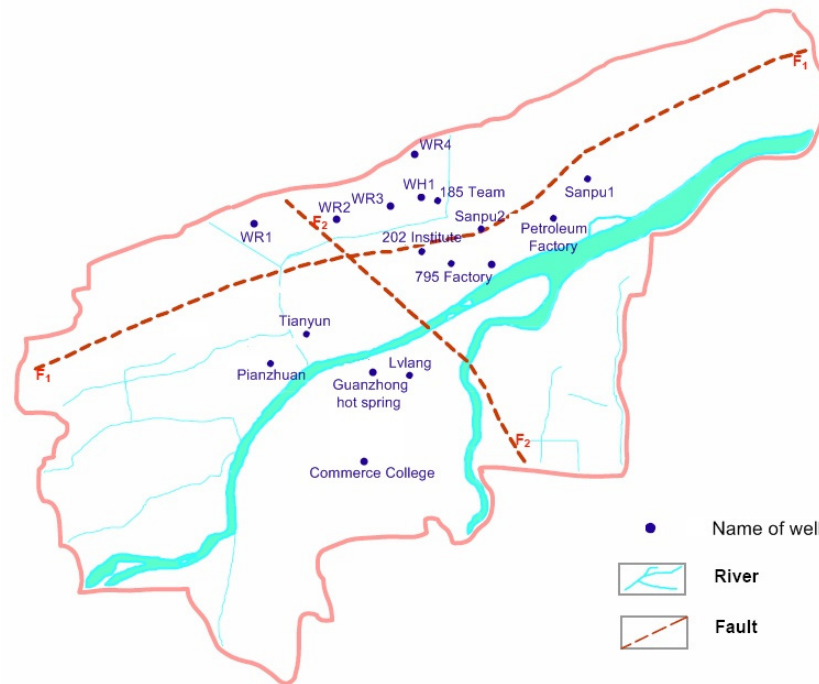 F1
WR4
WH1
185 Team
WR3
WR2
Sanpu1
Sanpu2
F2
202 Institute
Petroleum
Factory
WR1
795 Factory
Tianyun
F1
Pianzhuan
Lvlang
Guanzhong
hot spring
F2
Commerce College
Name of well
River
Fault